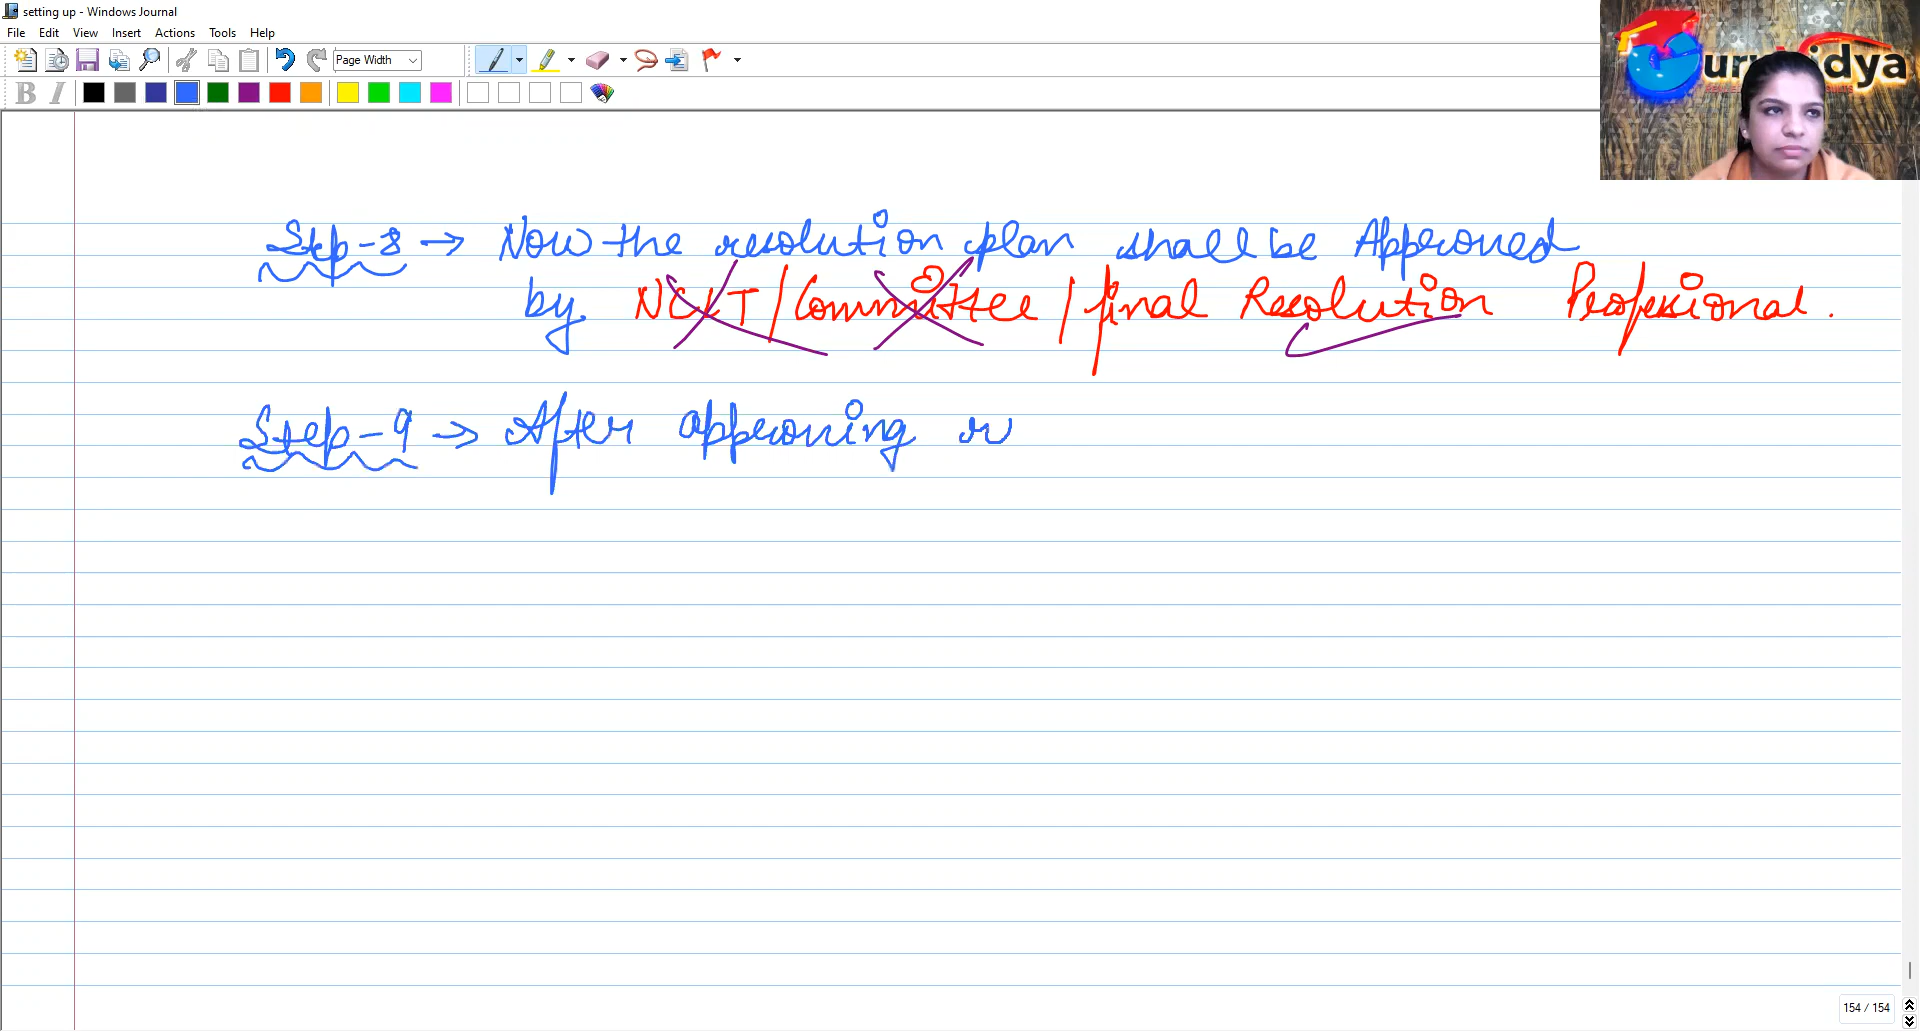 setting up - Windows Journal
File Edit View Insert Actions Tools Help
Page Width
B I
Step-8 → Now the resolution plan shall be Approved
by NCLT/Committee/final Resolution Professional.
Step-9 → After approving
154 / 154